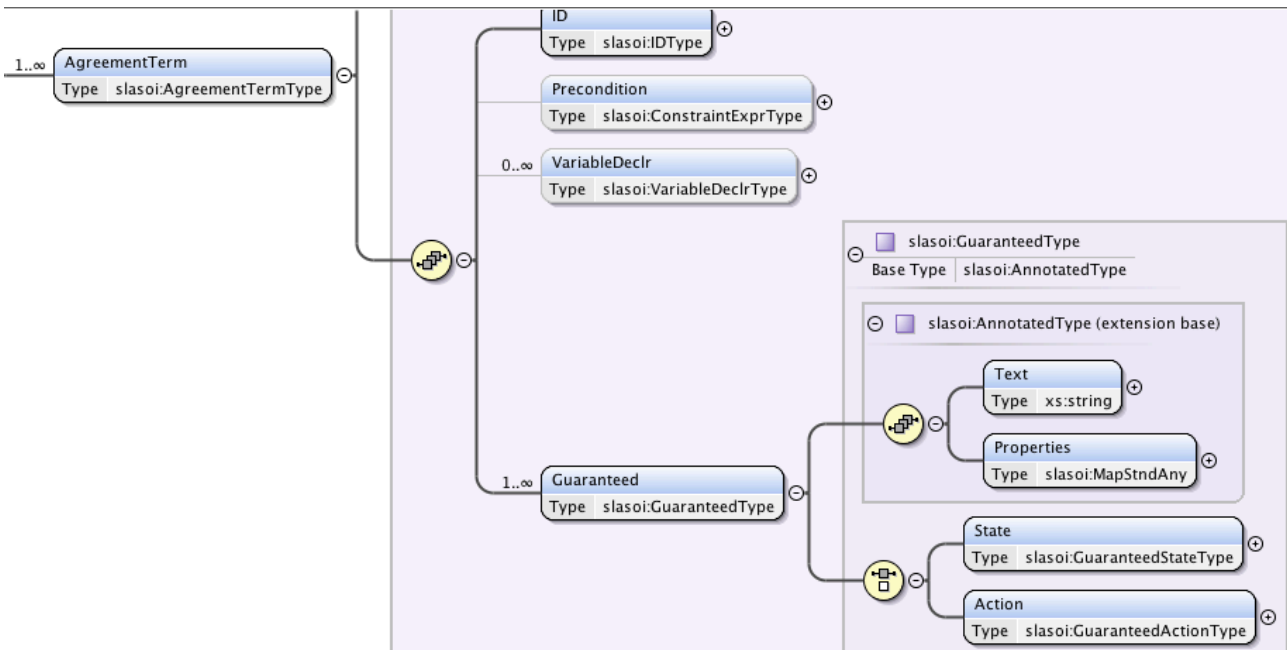 ID
Type slasoi:IDType
1..∞
AgreementTerm
Type slasoi:AgreementTermType
Precondition
Type slasoi:ConstraintExprType
0..∞
VariableDeclr
Type slasoi:VariableDeclrType
slasoi:GuaranteedType
Base Type slasoi:AnnotatedType
slasoi:AnnotatedType (extension base)
Text
Type xs:string
Properties
Type slasoi:MapStndAny
1..∞
Guaranteed
Type slasoi:GuaranteedType
State
Type slasoi:GuaranteedStateType
Action
Type slasoi:GuaranteedActionType